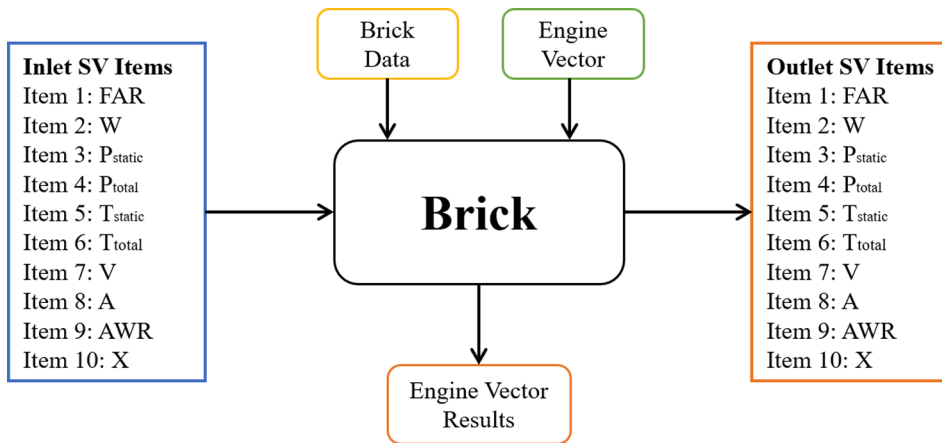 Inlet SV Items
Item 1: FAR
Item 2: W
Item 3: Pstatic
Item 4: Ptotal
Item 5: Tstatic
Item 6: Ttotal
Item 7: V
Item 8: A
Item 9: AWR
Item 10: X
Brick
Data
Engine
Vector
Brick
Engine Vector
Results
Outlet SV Items
Item 1: FAR
Item 2: W
Item 3: Pstatic
Item 4: Ptotal
Item 5: Tstatic
Item 6: Ttotal
Item 7: V
Item 8: A
Item 9: AWR
Item 10: X